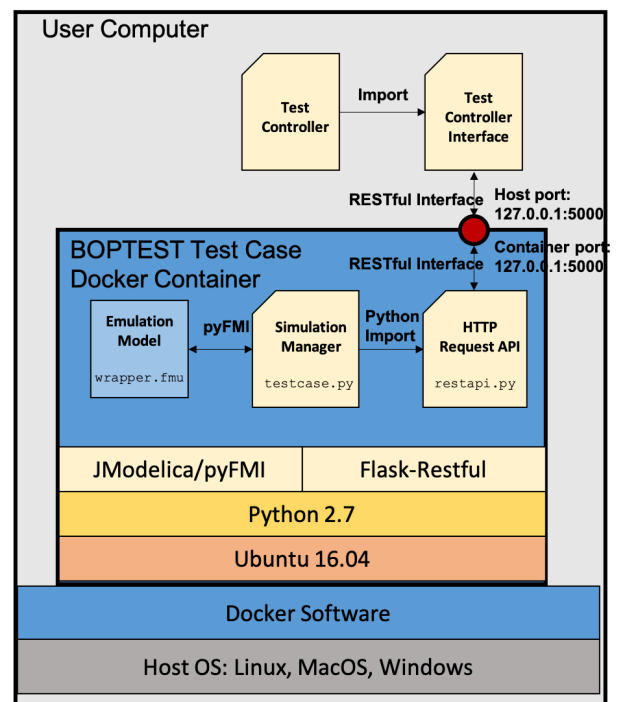 User Computer
Test
Controller
Import
Test
Controller
Interface
RESTful Interface
Host port:
127.0.0.1:5000
BOPTEST Test Case
Docker Container
RESTful Interface
Container port:
127.0.0.1:5000
Emulation
Model
wrapper.fmu
pyFMI
Simulation
Manager
testcase.py
Python
Import
HTTP
Request API
restapi.py
JModelica/pyFMI
Flask-Restful
Python 2.7
Ubuntu 16.04
Docker Software
Host OS: Linux, MacOS, Windows